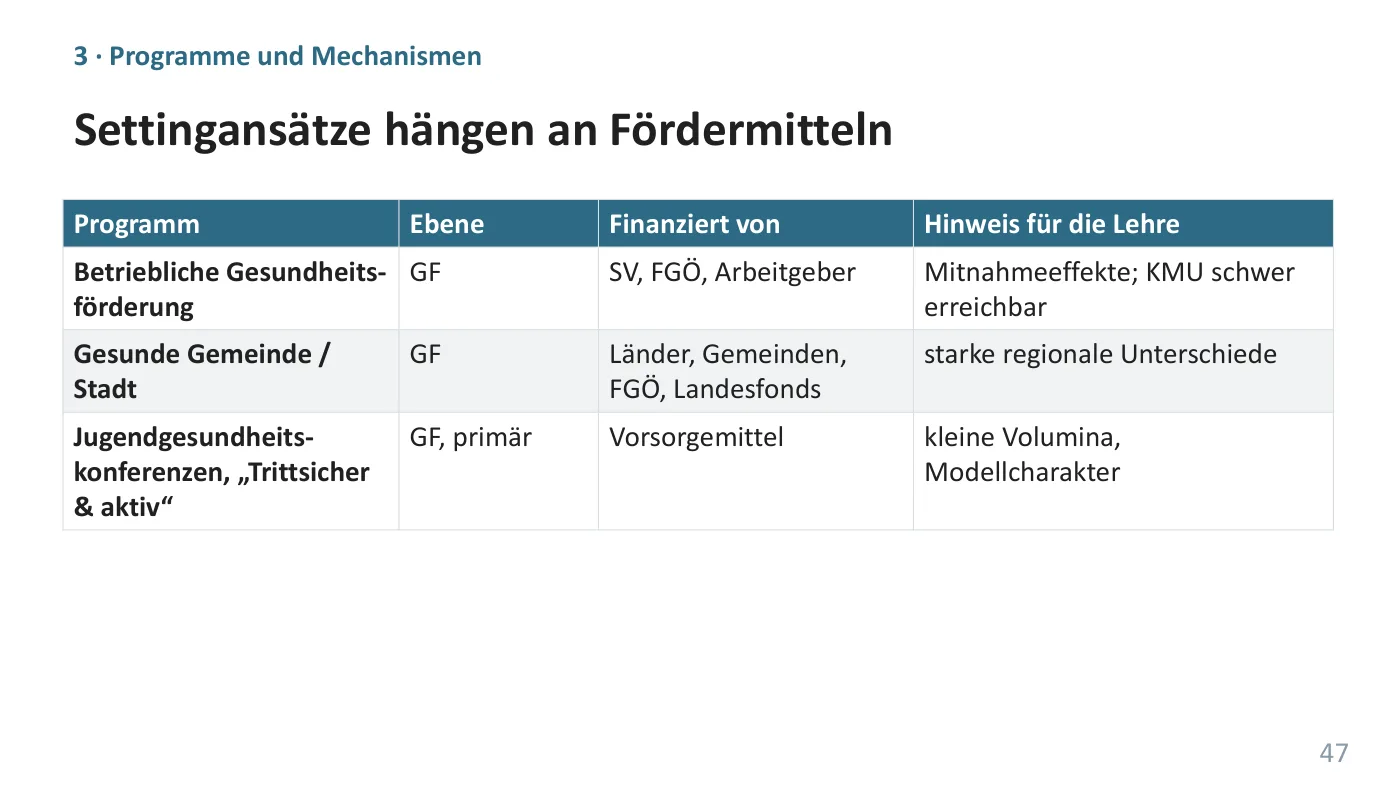 3 · Programme und Mechanismen
Settingansätze hängen an Fördermitteln
Programm Ebene Finanziert von Hinweis für die Lehre
Betriebliche Gesundheits- GF SV, FGÖ, Arbeitgeber Mitnahmeeffekte; KMU schwer
förderung erreichbar
Gesunde Gemeinde / GF Länder, Gemeinden, starke regionale Unterschiede
Stadt FGÖ, Landesfonds
Jugendgesundheits- GF, primär Vorsorgemittel kleine Volumina,
konferenzen, „Trittsicher Modellcharakter
& aktiv“
47